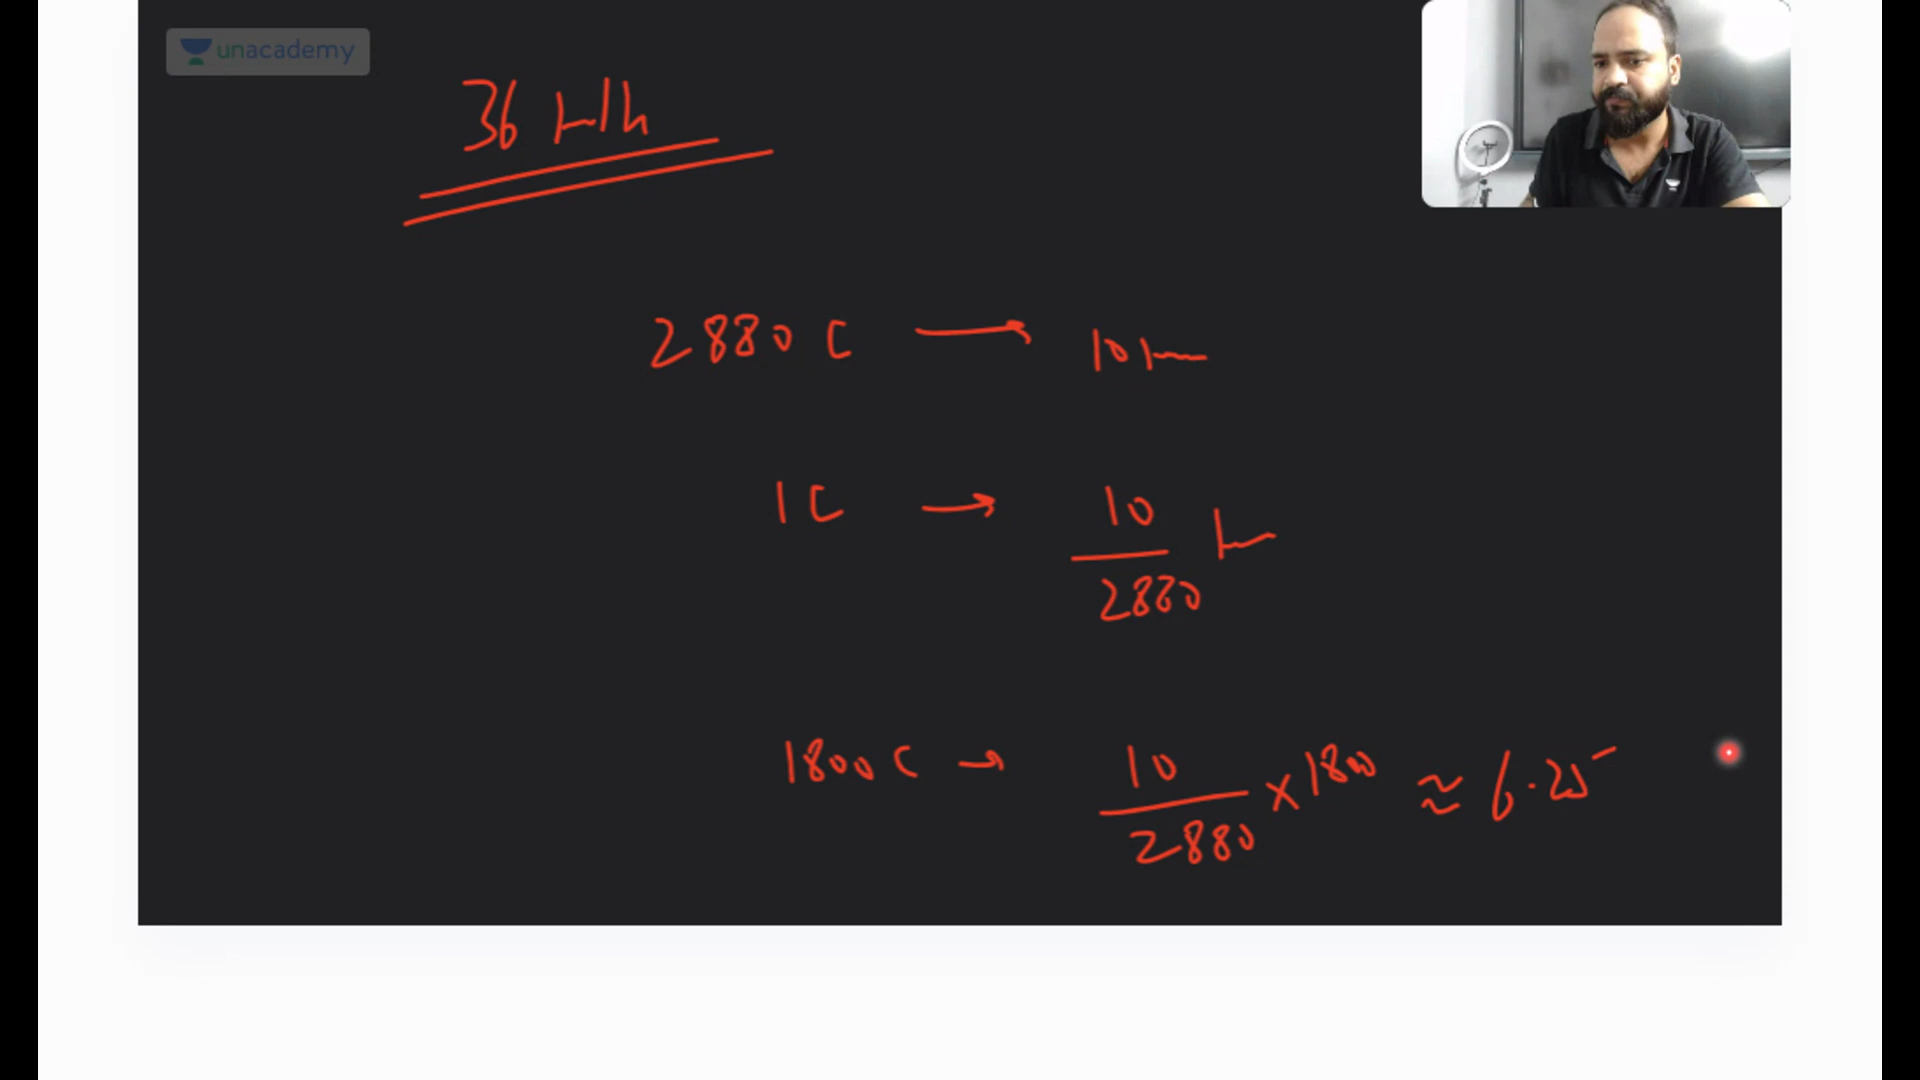 unacademy
36 km/h
2880 C → 10 km
1 C → 10/2880 km
1800 C → 10/2880 × 1800 ≈ 6.25